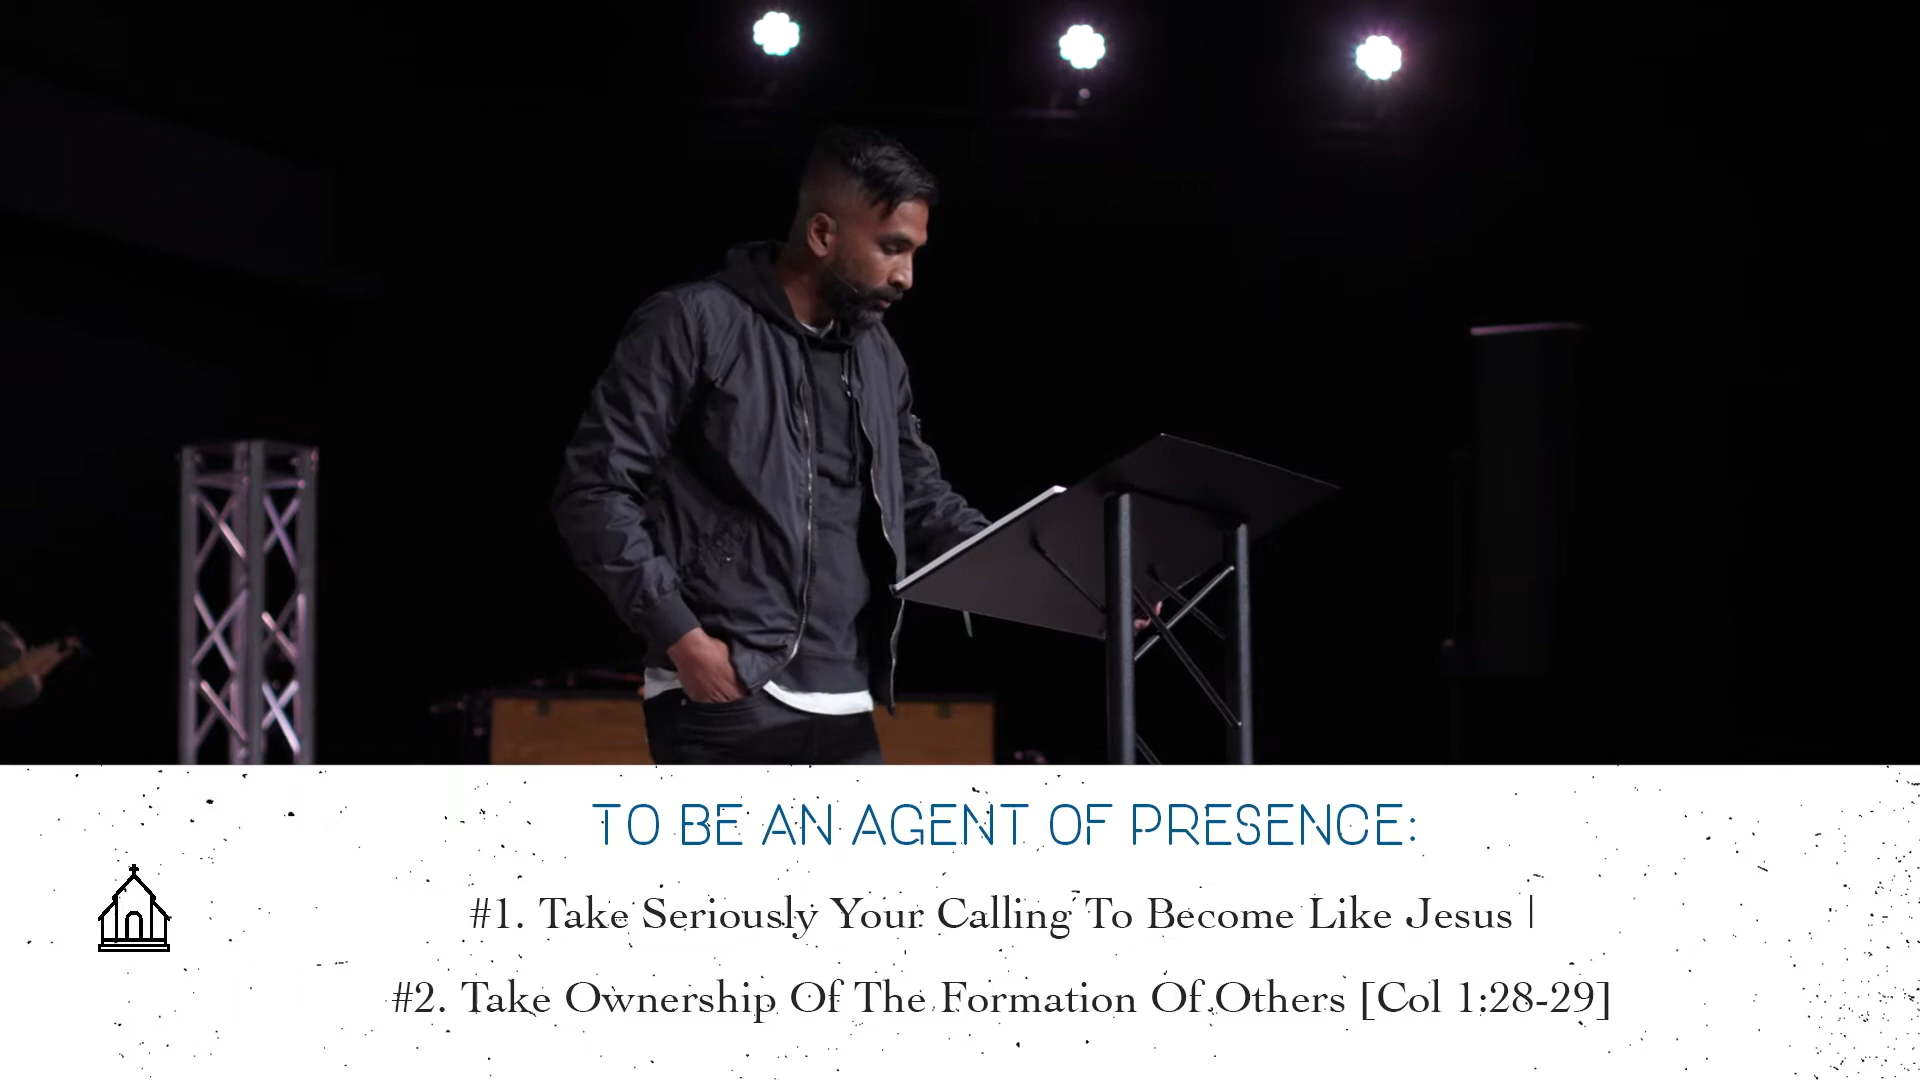 TO BE AN AGENT OF PRESENCE:
#1. Take Seriously Your Calling To Become Like Jesus |
#2. Take Ownership Of The Formation Of Others [Col 1:28-29]